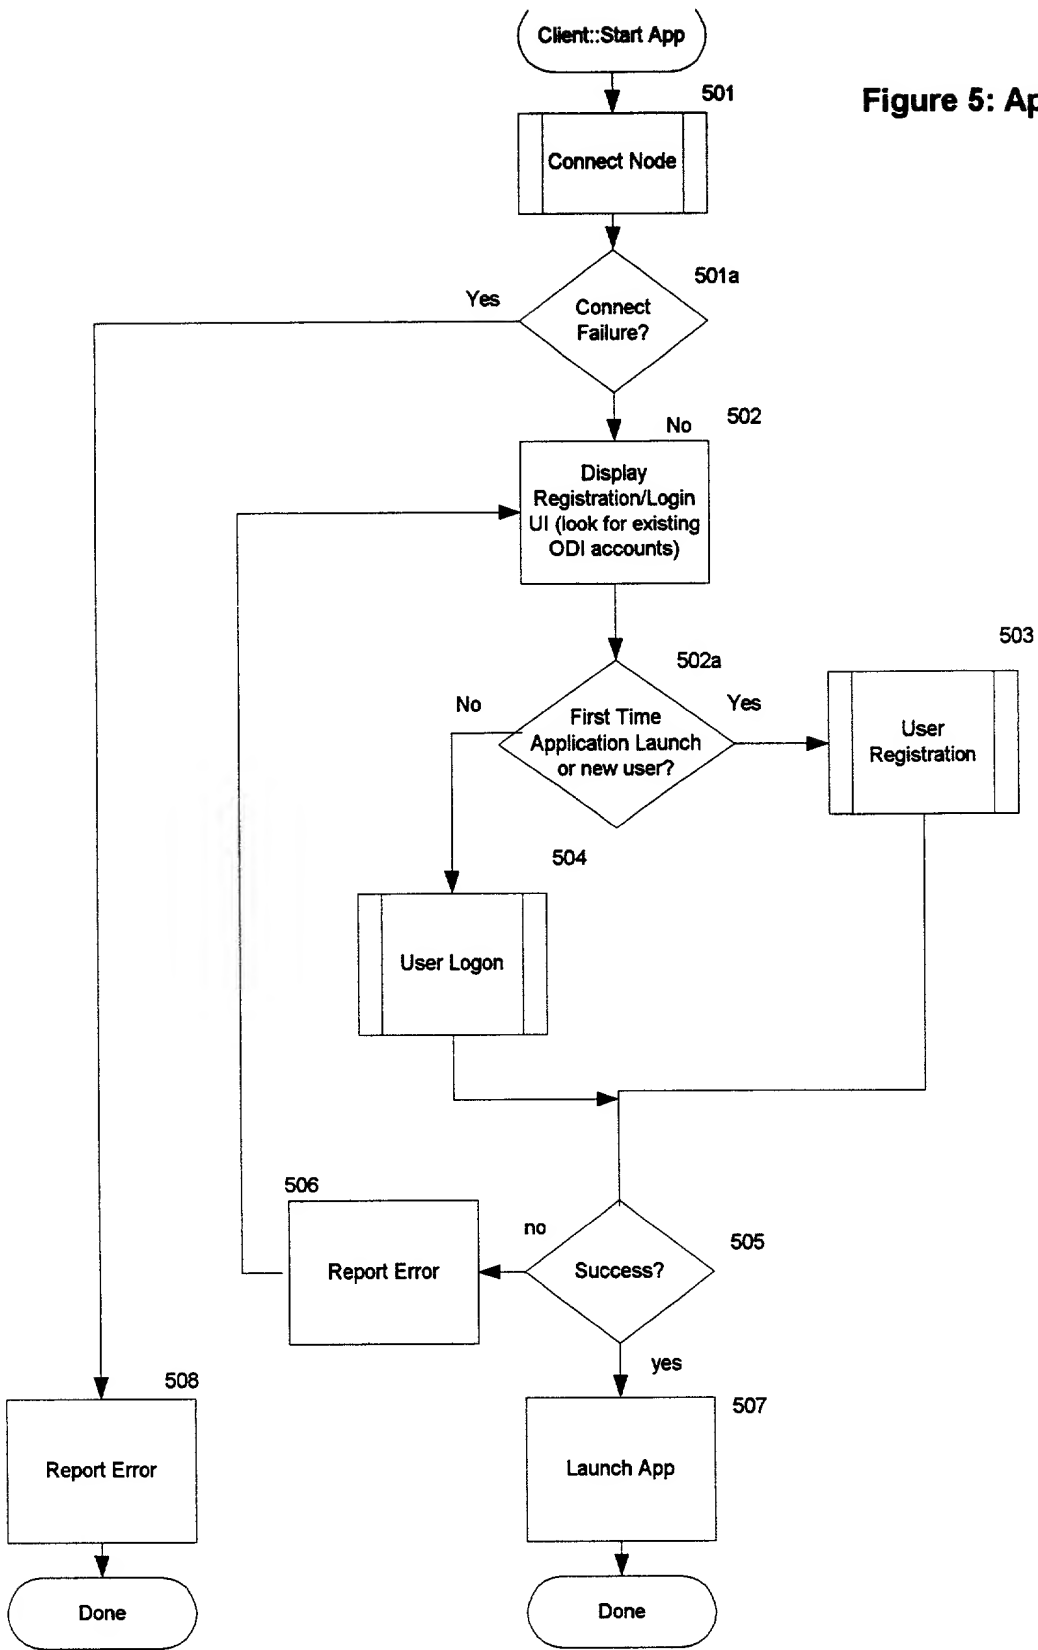 Client::Start App
Figure 5:
501
Connect Node
501a
Yes
Connect
Failure?
502
No
Display
Registration/Login
UI (look for existing
ODI accounts)
503
502a
No
Yes
First Time
Application Launch
or new user?
User
Registration
504
User Logon
506
no
505
Report Error
Success?
yes
508
507
Report Error
Launch App
Done
Done